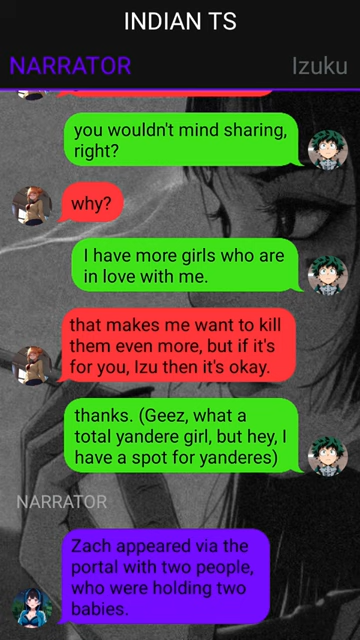 INDIAN TS
NARRATOR
Izuku
you wouldn't mind sharing,
right?
why?
I have more girls who are
in love with me.
that makes me want to kill
them even more, but if it's
for you, Izu then it's okay.
thanks. (Geez, what a
total yandere girl, but hey, I
have a spot for yanderes)
NARRATOR
Zach appeared via the
portal with two people,
who were holding two
babies.